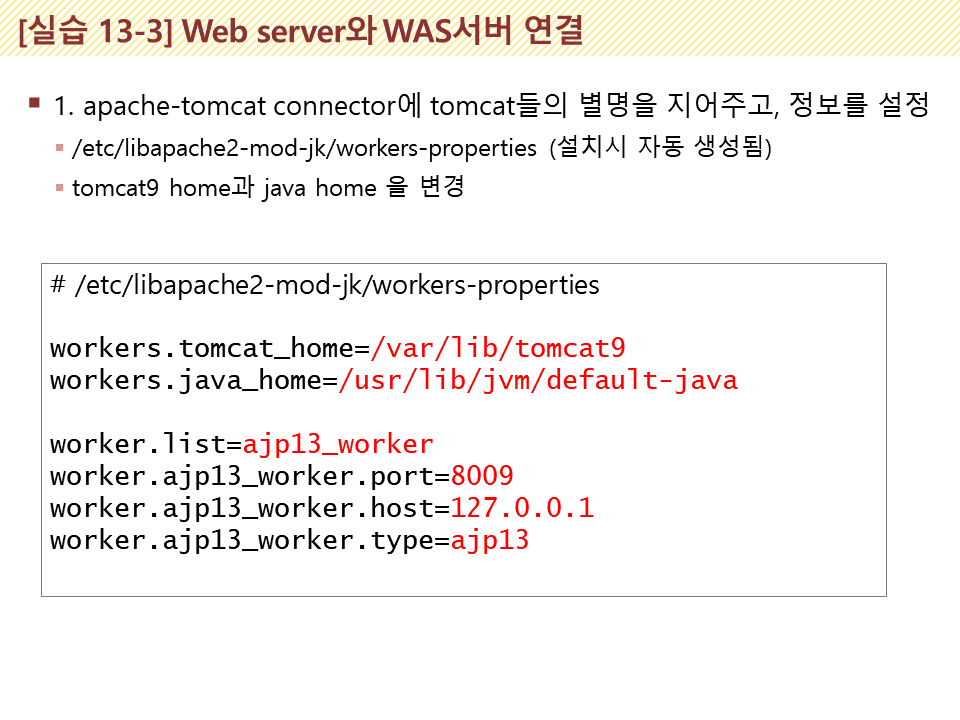 [실습 13-3] Web server와 WAS서버 연결
1. apache-tomcat connector에 tomcat들의 별명을 지어주고, 정보를 설정
/etc/libapache2-mod-jk/workers-properties (설치시 자동 생성됨)
tomcat9 home과 java home 을 변경
# /etc/libapache2-mod-jk/workers-properties
workers.tomcat_home=/var/lib/tomcat9
workers.java_home=/usr/lib/jvm/default-java
worker.list=ajp13_worker
worker.ajp13_worker.port=8009
worker.ajp13_worker.host=127.0.0.1
worker.ajp13_worker.type=ajp13